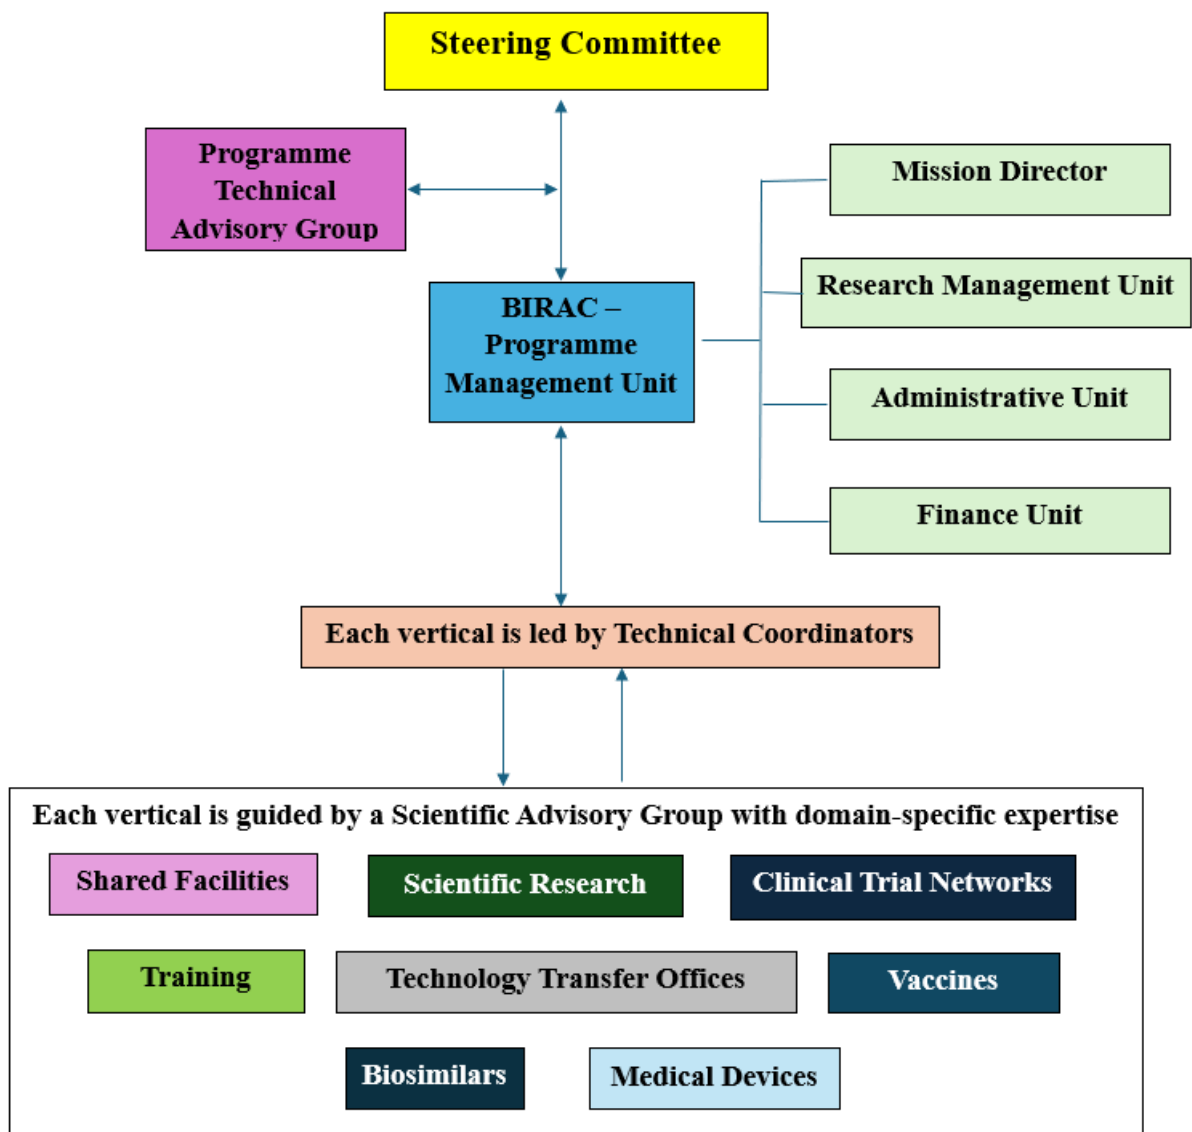 Steering Committee
Programme
Technical
Advisory Group
Mission Director
Research Management Unit
BIRAC –
Programme
Management Unit
Administrative Unit
Finance Unit
Each vertical is led by Technical Coordinators
Each vertical is guided by a Scientific Advisory Group with domain-specific expertise
Shared Facilities
Scientific Research
Clinical Trial Networks
Training
Technology Transfer Offices
Vaccines
Biosimilars
Medical Devices